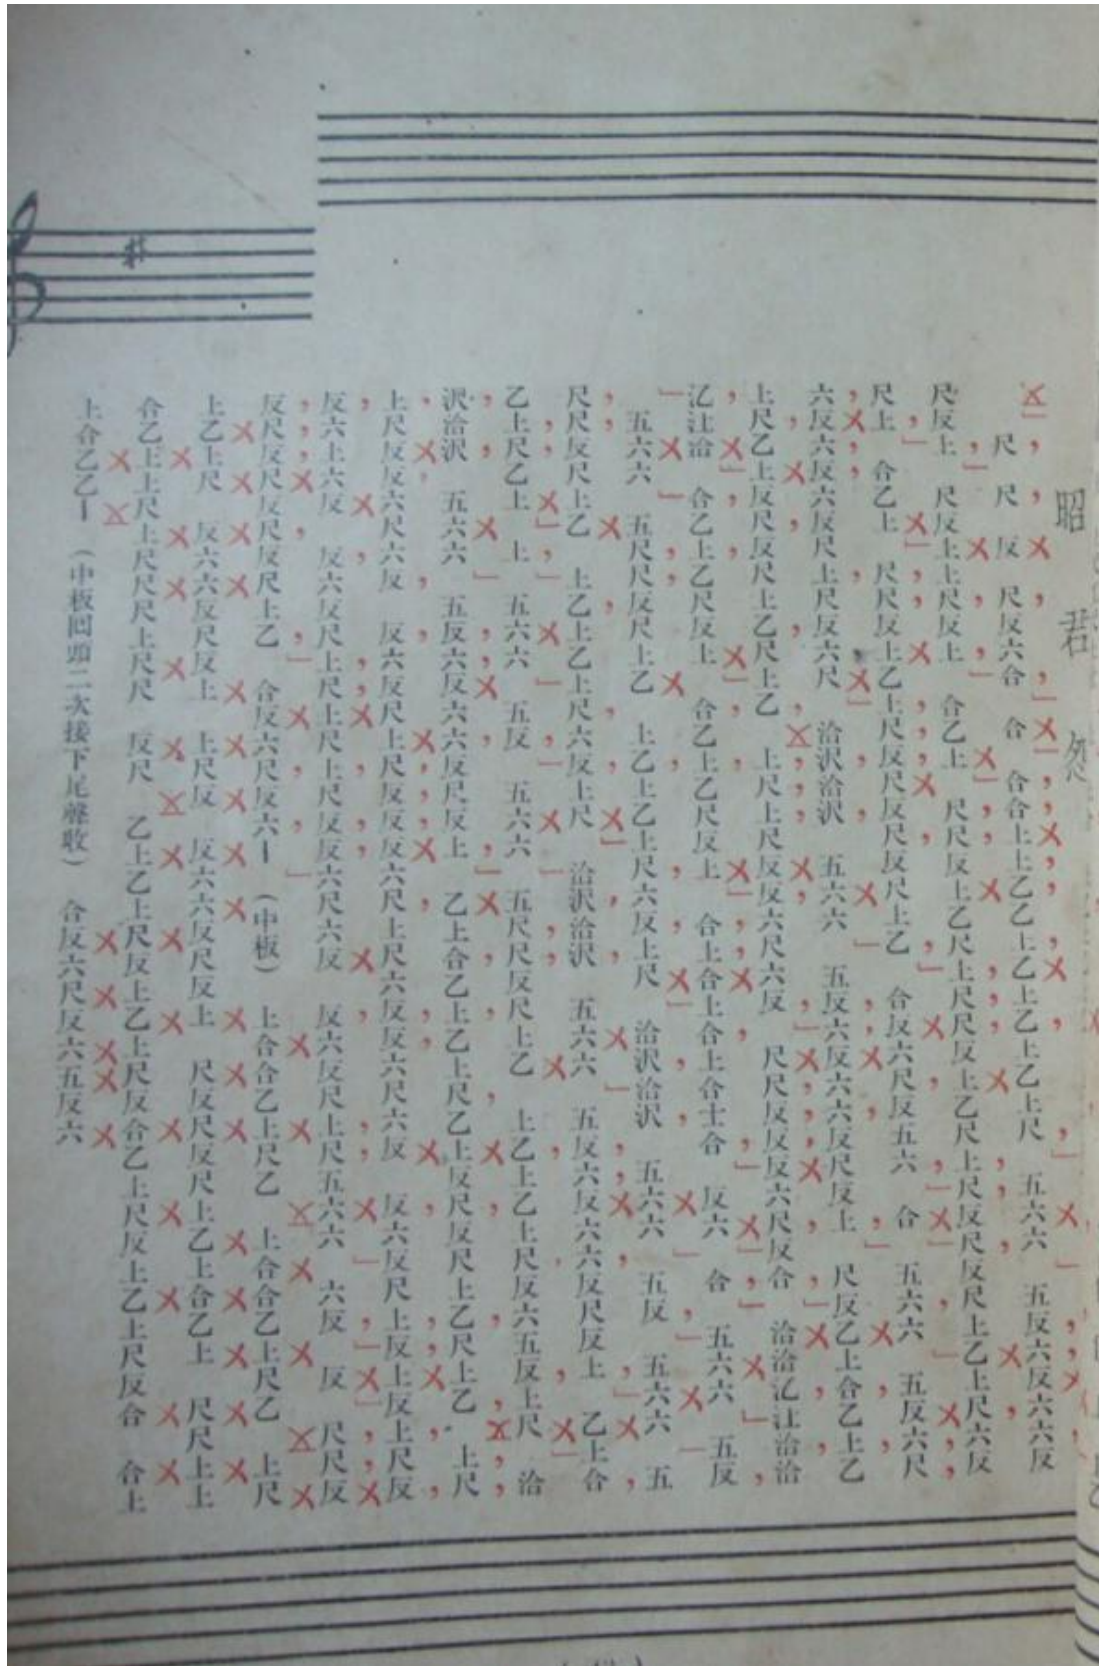 昭君怨
尺 尺 反 尺反六合 合 合合上上乙乙上乙上乙上乙上尺 五六六 五反六反六六反
尺反上 尺反上上尺反上 合乙上 尺尺反上乙尺上尺尺反上乙尺上尺反尺反尺上乙上尺六反
尺上 合乙上 尺尺反上乙上尺反尺反尺反尺上乙 合反六尺反五六 合 五六六 五反六尺
六反六反六反尺上尺反六尺 洽沢洽沢 五六六 五反六反六六反尺反上 尺反乙上合乙上乙
上尺乙上反尺反尺上乙尺上乙 上尺上尺反反六尺六反 尺尺反反六尺反合 洽洽注洽洽
注洽 合乙上乙尺反上 合乙上乙尺反上 合上合上合上合士合 反六 合 五六六 五反
五六六 五尺尺反尺上乙 上乙上乙上尺六反上尺 洽沢洽沢 五六六 五反 五六六 五
尺尺反尺上乙 上乙上乙上尺六反上尺 洽沢洽沢 五六六 五反六反六六反尺反上 乙上合
乙上尺乙上 上 五六六 五反 五六六 五尺尺反尺上乙 上乙上乙上尺反六五反上尺 洽
沢洽沢 五六六 五反六反六六反尺反上 乙上合乙上乙上尺乙上反尺反尺上乙尺上乙 上尺
上尺反反六尺六反 反六反尺上尺反反反六尺上尺六反反六尺六反 反六反尺上反上反上尺反
反六上六反 反六反尺上尺上尺上尺反反六尺六反 反六反尺上尺五六六 六反 反 尺尺反
反尺反尺反尺反尺上乙 合反六尺反六ー （中板） 上合合乙上尺乙 上合合乙上尺乙 上尺
上乙上尺 反六六反尺反上 上尺反 反六六反尺反上 尺反尺反尺上乙上合乙上 尺尺上上
合乙上上尺上尺尺尺上尺尺 反尺 乙上乙上尺反上乙上尺反合乙上尺反上乙上尺反合 合上
上合乙乙ー （中板回頭二次接下尾聲收） 合反六尺反六五反六